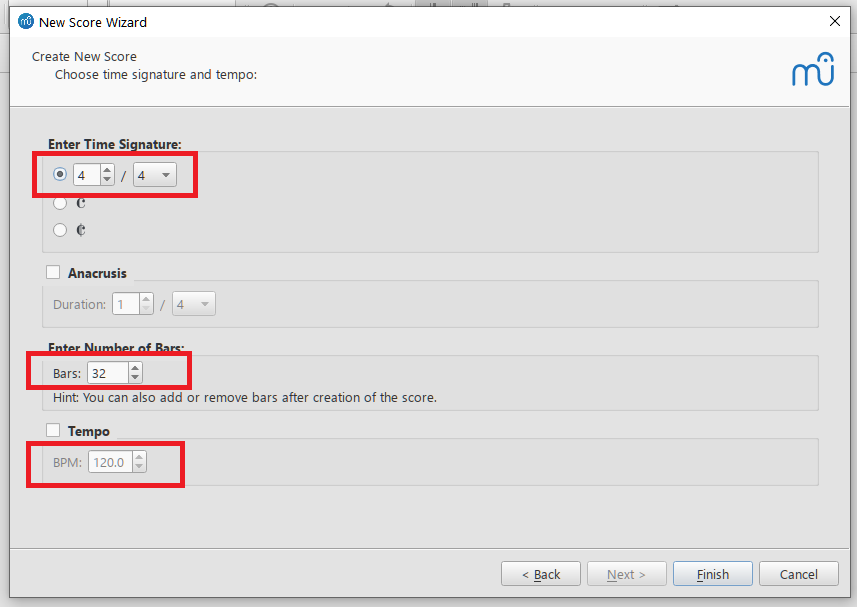 New Score Wizard
Create New Score
Choose time signature and tempo:
Enter Time Signature:
4 / 4
Anacrusis
Duration: 1 / 4
Enter Number of Bars:
Bars: 32
Hint: You can also add or remove bars after creation of the score.
Tempo
BPM: 120.0
< Back Next > Finish Cancel